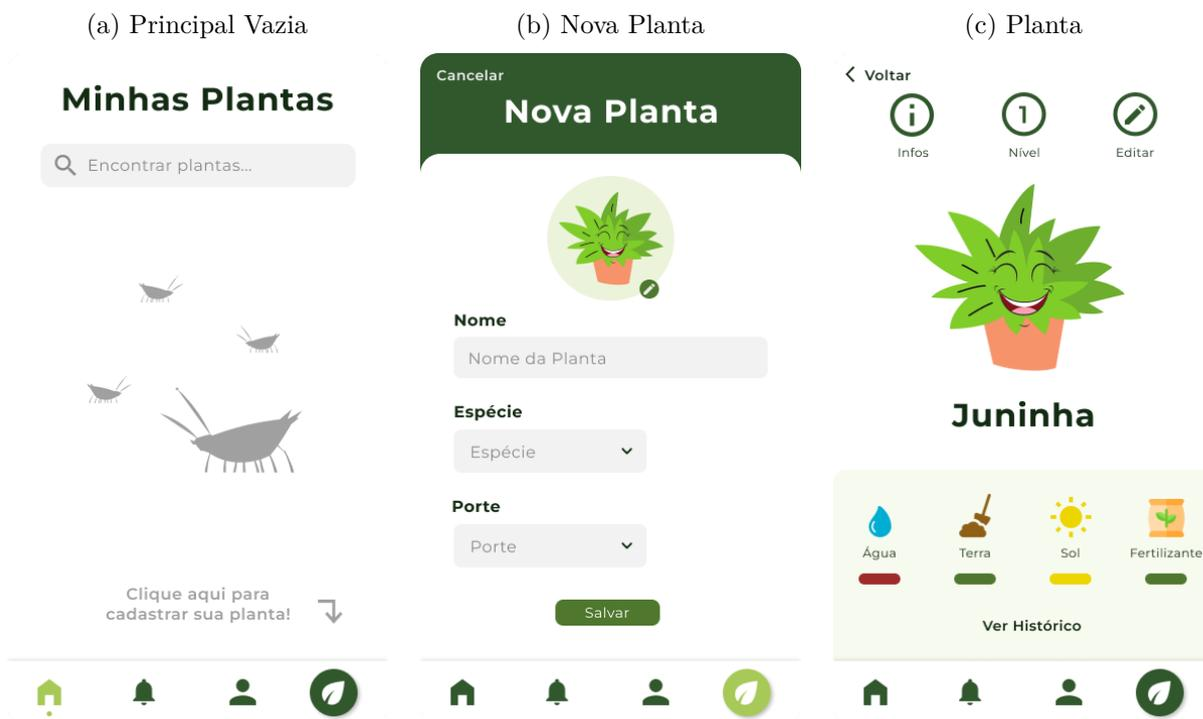 (a) Principal Vazia
Minhas Plantas
Encontrar plantas...
Clique aqui para
cadastrar sua planta!
(b) Nova Planta
Cancelar
Nova Planta
Nome
Nome da Planta
Espécie
Espécie
Porte
Porte
Salvar
(c) Planta
Voltar
1
Infos
Nível
Editar
Juninha
Água
Terra
Sol
Fertilizante
Ver Histórico